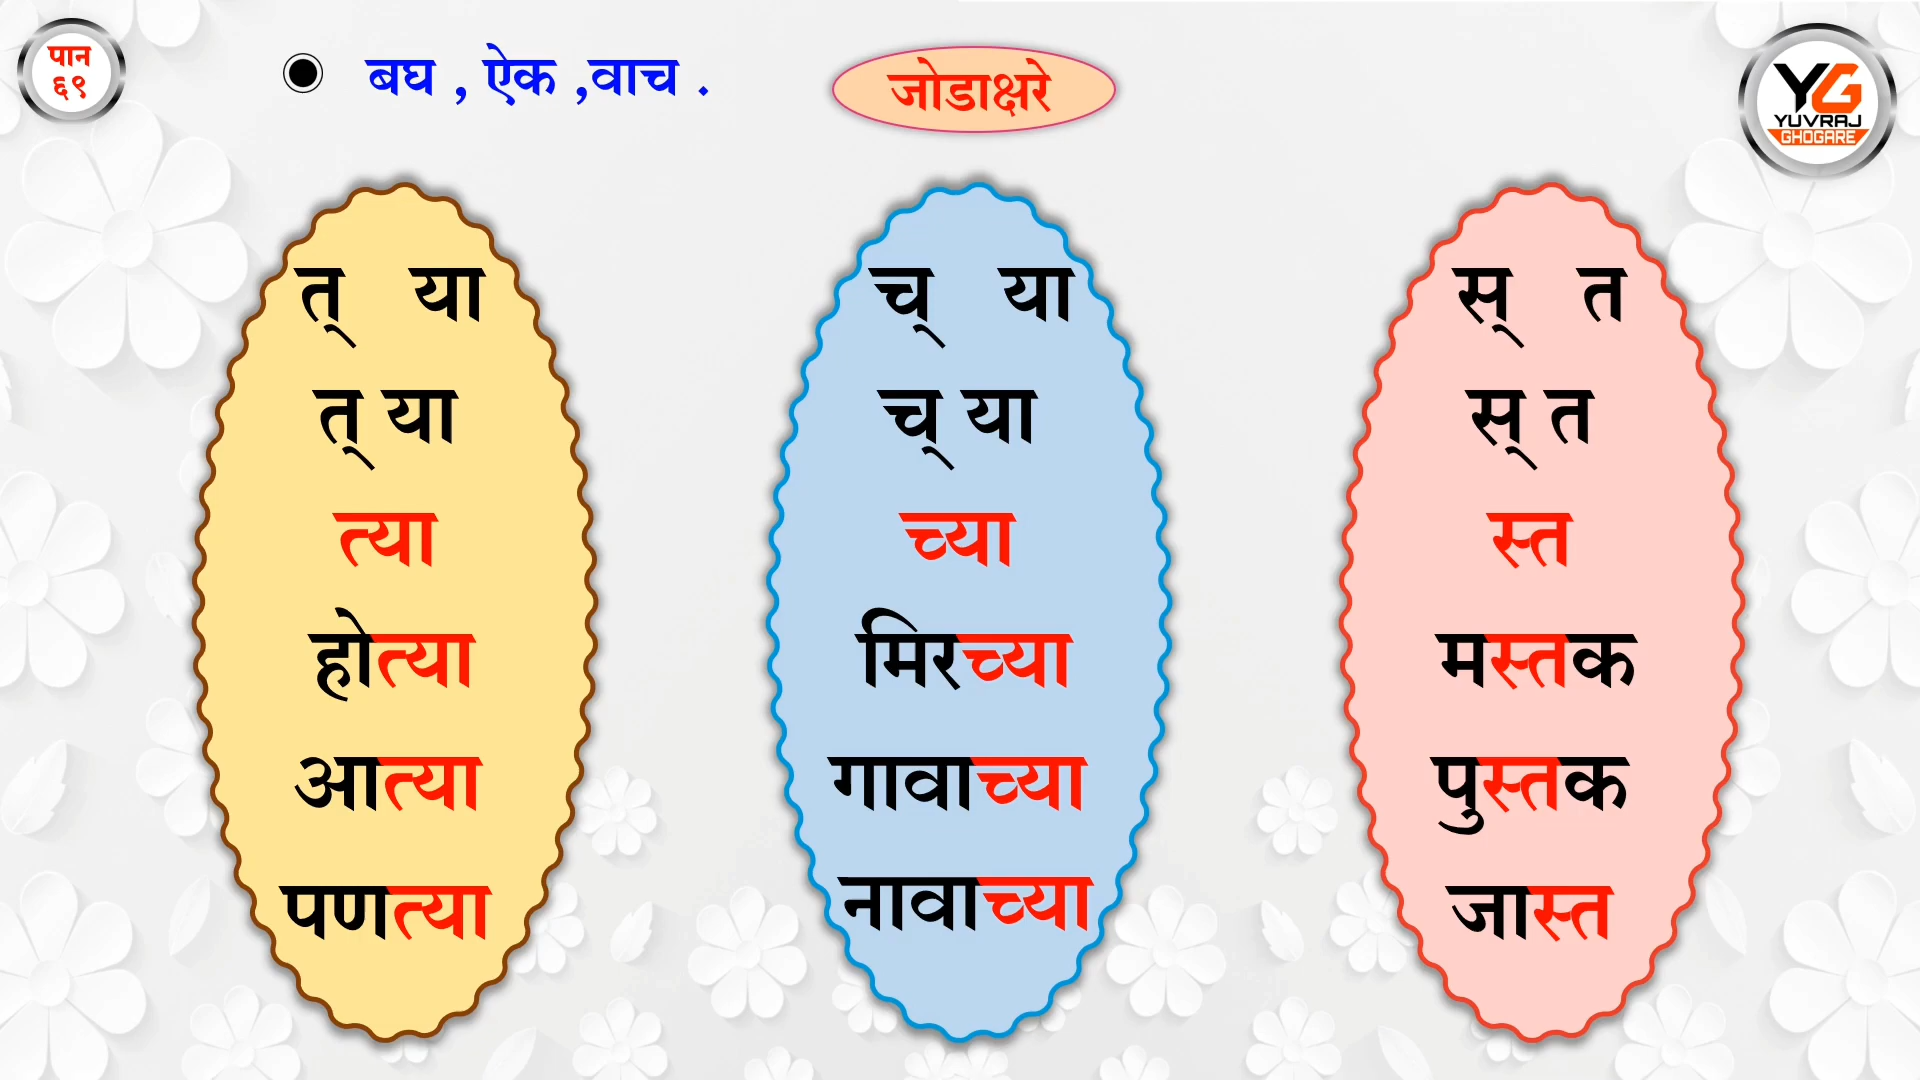 पान
६९
बघ , ऐक ,वाच .
जोडाक्षरे
YG
YUVRAJ
GHOGARE
त् या
त् या
त्या
होत्या
आत्या
पणत्या
च् या
च् या
च्या
मिरच्या
गावाच्या
नावाच्या
स् त
स् त
स्त
मस्तक
पुस्तक
जास्त